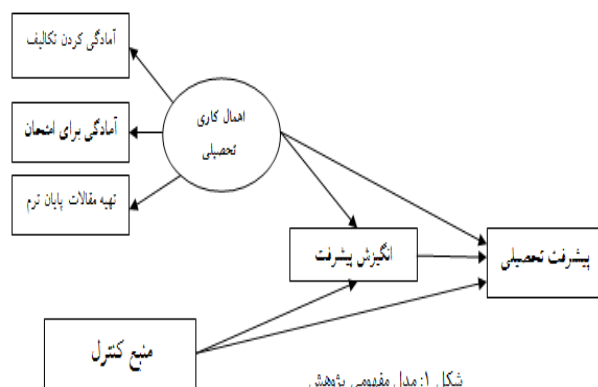 آمادگی کردن تکالیف
اهمال کاری
تحصیلی
آمادگی برای امتحان
تهیه مقالات پایان ترم
انگیزش پیشرفت
پیشرفت تحصیلی
منبع کنترل
شکل ۱: مدل مفهومی پژوهش